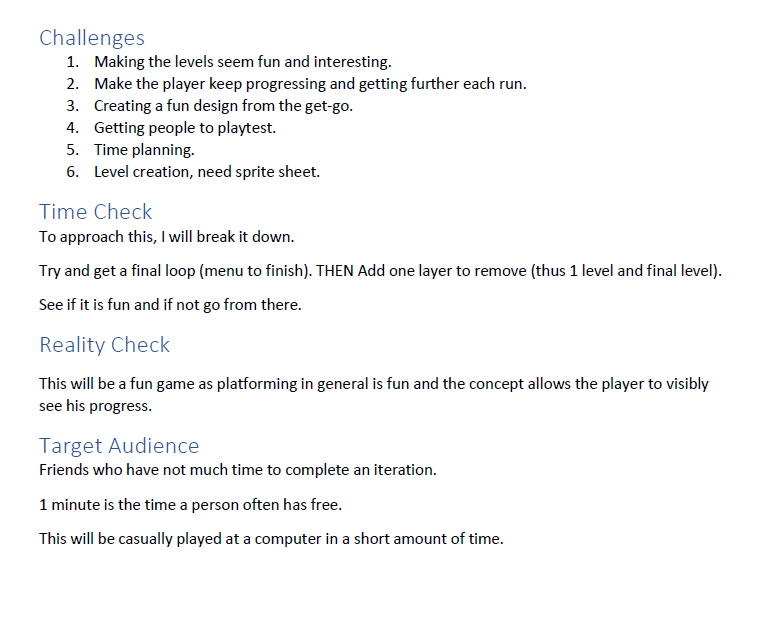 Challenges
1. Making the levels seem fun and interesting.
2. Make the player keep progressing and getting further each run.
3. Creating a fun design from the get-go.
4. Getting people to playtest.
5. Time planning.
6. Level creation, need sprite sheet.
Time Check
To approach this, I will break it down.
Try and get a final loop (menu to finish). THEN Add one layer to remove (thus 1 level and final level).
See if it is fun and if not go from there.
Reality Check
This will be a fun game as platforming in general is fun and the concept allows the player to visibly
see his progress.
Target Audience
Friends who have not much time to complete an iteration.
1 minute is the time a person often has free.
This will be casually played at a computer in a short amount of time.